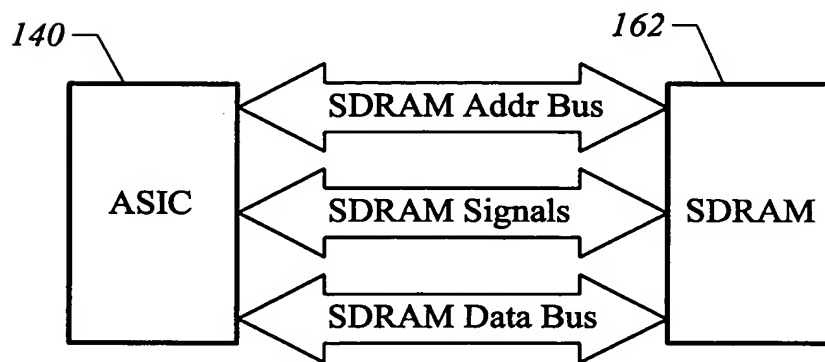 140
162
SDRAM Addr Bus
ASIC
SDRAM Signals
SDRAM
SDRAM Data Bus